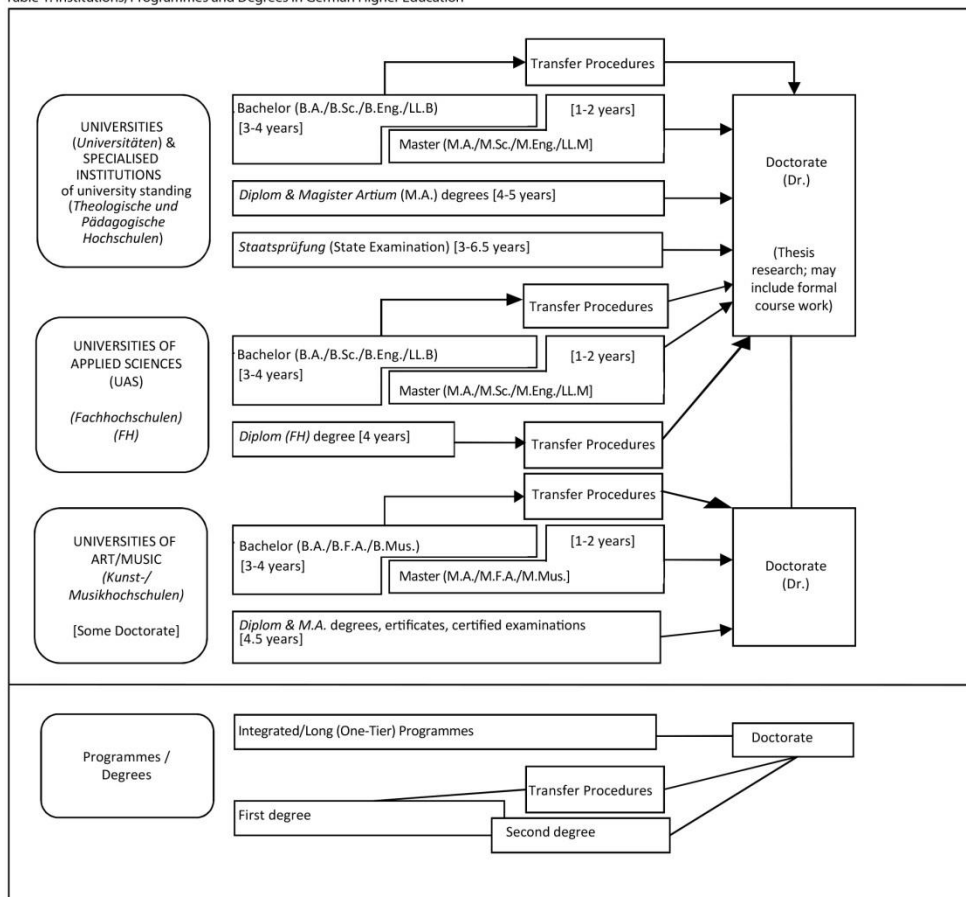 Table 1: Institutions, Programmes and Degrees in German Higher Education
Transfer Procedures
UNIVERSITIES
(Universitäten) &
SPECIALISED
INSTITUTIONS
of university standing
(Theologische und
Pädagogische
Hochschulen)
Bachelor (B.A./B.Sc./B.Eng./LL.B)
[3-4 years]
[1-2 years]
Master (M.A./M.Sc./M.Eng./LL.M]
Diplom & Magister Artium (M.A.) degrees [4-5 years]
Staatsprüfung (State Examination) [3-6.5 years]
Doctorate
(Dr.)
(Thesis
research; may
include formal
course work)
Transfer Procedures
UNIVERSITIES OF
APPLIED SCIENCES
(UAS)
(Fachhochschulen)
(FH)
Bachelor (B.A./B.Sc./B.Eng./LL.B)
[3-4 years]
[1-2 years]
Master (M.A./M.Sc./M.Eng./LL.M]
Diplom (FH) degree [4 years]
Transfer Procedures
Transfer Procedures
UNIVERSITIES OF
ART/MUSIC
(Kunst-/
Musikhochschulen)
[Some Doctorate]
Bachelor (B.A./B.F.A./B.Mus.)
[3-4 years]
[1-2 years]
Master (M.A./M.F.A./M.Mus.]
Diplom & M.A. degrees, ertificates, certified examinations
[4.5 years]
Doctorate
(Dr.)
Programmes /
Degrees
Integrated/Long (One-Tier) Programmes
Doctorate
Transfer Procedures
First degree
Second degree